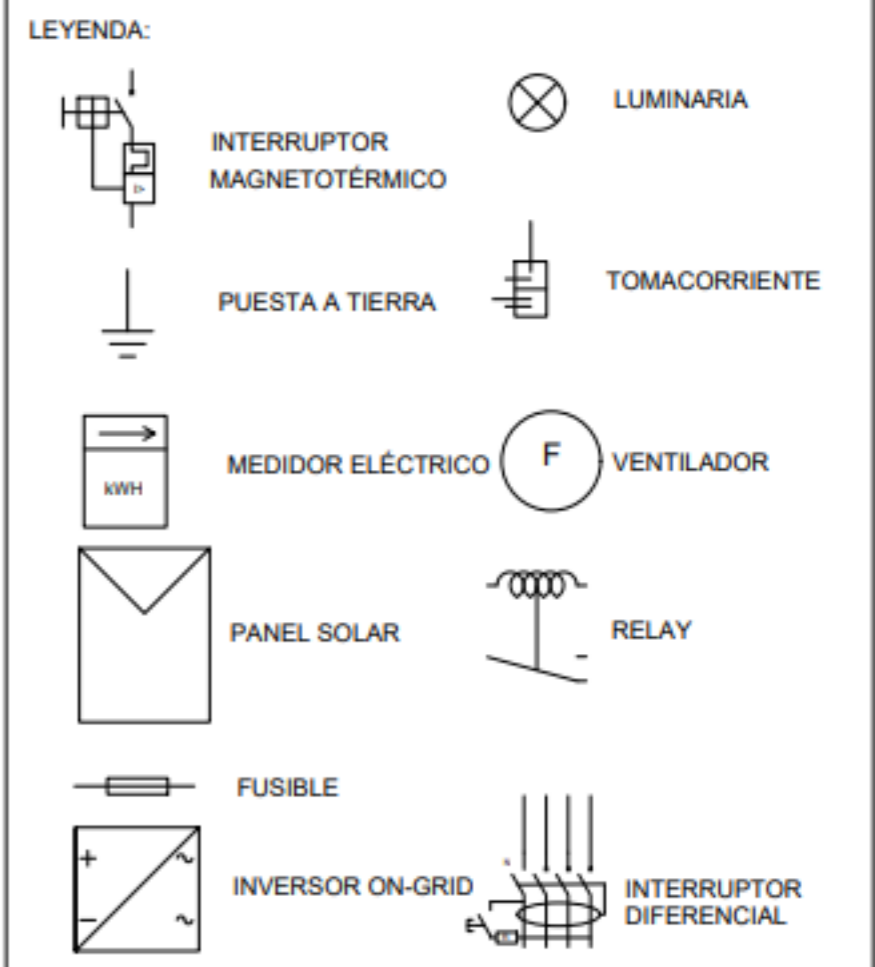 LEYENDA:
INTERRUPTOR
MAGNETOTÉRMICO
PUESTA A TIERRA
kWH
MEDIDOR ELÉCTRICO
PANEL SOLAR
FUSIBLE
+
−
~
~
INVERSOR ON-GRID
LUMINARIA
TOMACORRIENTE
F
VENTILADOR
RELAY
INTERRUPTOR
DIFERENCIAL